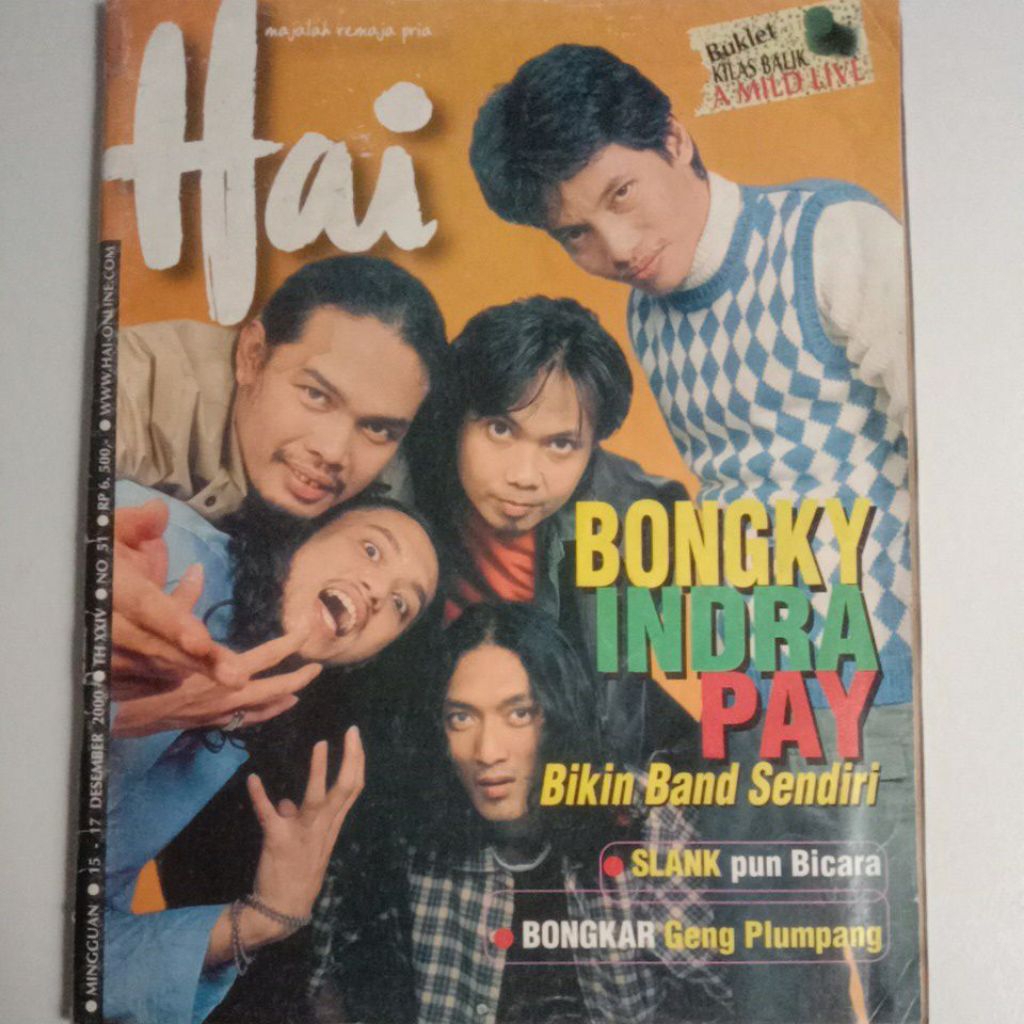 Hai
majalah remaja pria
Buklet
KILAS BALIK
A MILD LIVE
BONGKY
INDRA
PAY
Bikin Band Sendiri
• SLANK pun Bicara
• BONGKAR Geng Plumpang
• MINGGUAN • 15 - 17 DESEMBER 2000 • TH XXIV • NO 51 • RP 6.500,- • WWW.HAI-ONLINE.COM